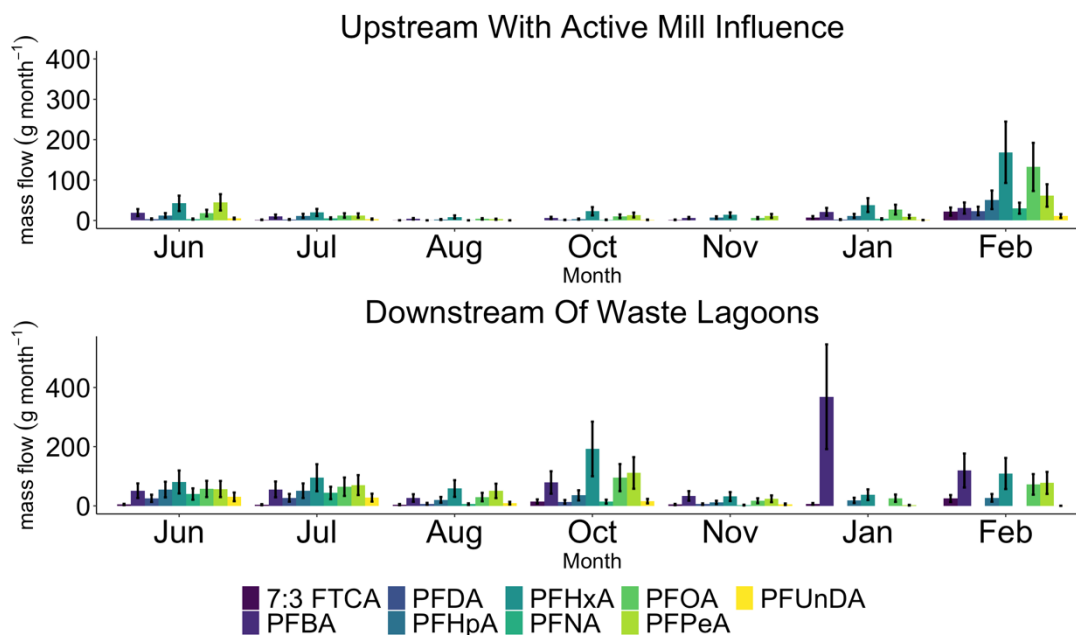 Upstream With Active Mill Influence
mass flow (g month⁻¹)
400
300
200
100
0
Jun Jul Aug Oct Nov Jan Feb
Month
Downstream Of Waste Lagoons
mass flow (g month⁻¹)
400
200
0
Jun Jul Aug Oct Nov Jan Feb
Month
7:3 FTCA PFDA PFHxA PFOA PFUnDA
PFBA PFHpA PFNA PFPeA